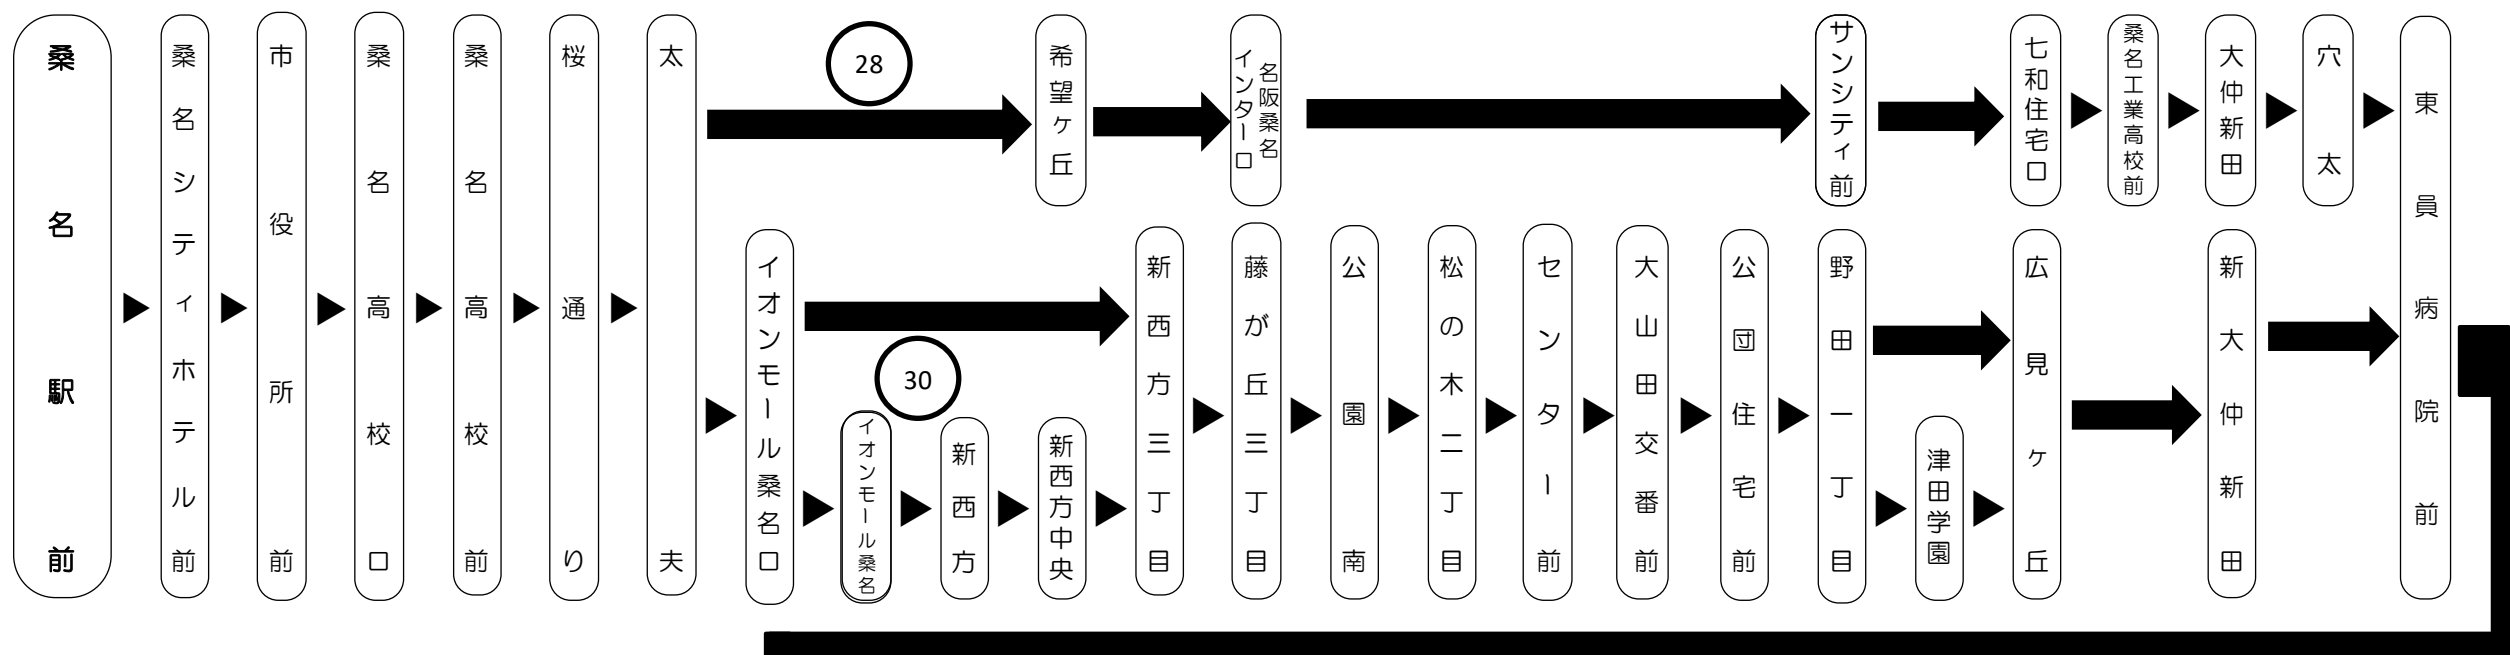 桑名駅前
桑名シティホテル前
市役所前
桑名高校口
桑名高校前
桜通り
太夫
28
希望ケ丘
名阪桑名
インター口
サンシティ前
七和住宅口
桑名工業高校前
大仲新田
穴太
東員病院前
イオンモール桑名口
30
イオンモール桑名
新西方
新西方中央
新西方三丁目
藤が丘三丁目
公園南
松の木二丁目
センター前
大山田交番前
公団住宅前
野田一丁目
津田学園
広見ヶ丘
新大仲新田